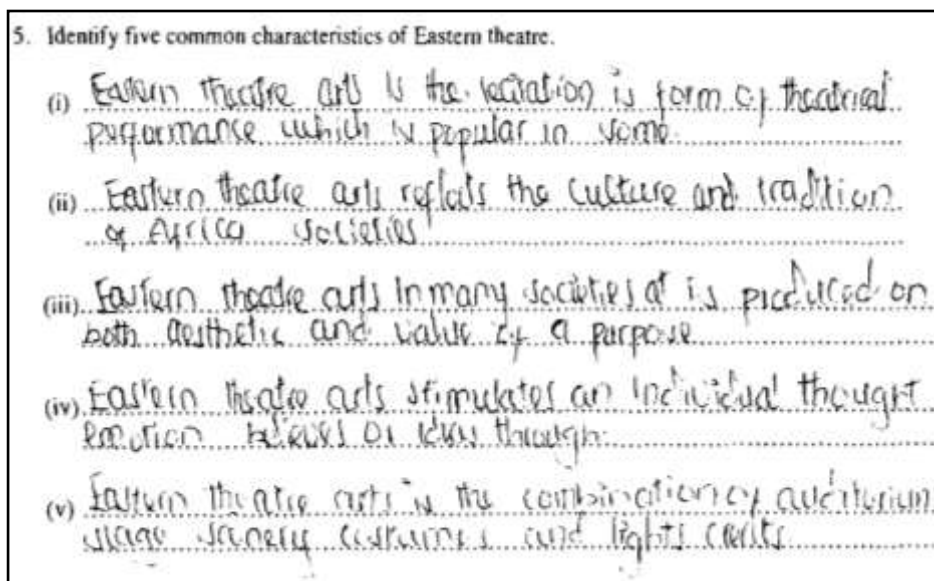 5. Identify five common characteristics of Eastern theatre.
(i) Eastern theatre arts is the recitation is form of theatrical
performance which is popular in some.
(ii) Eastern theatre arts reflects the culture and tradition
of Africa societies
(iii) Eastern theatre arts in many societies at is produced on
both aesthetic and value of a purpose
(iv) Eastern theatre arts stimulates an individual thought
emotion believes or ideas through.
(v) Eastern theatre arts is the combination of auditorium
stage scenery costumes and lights